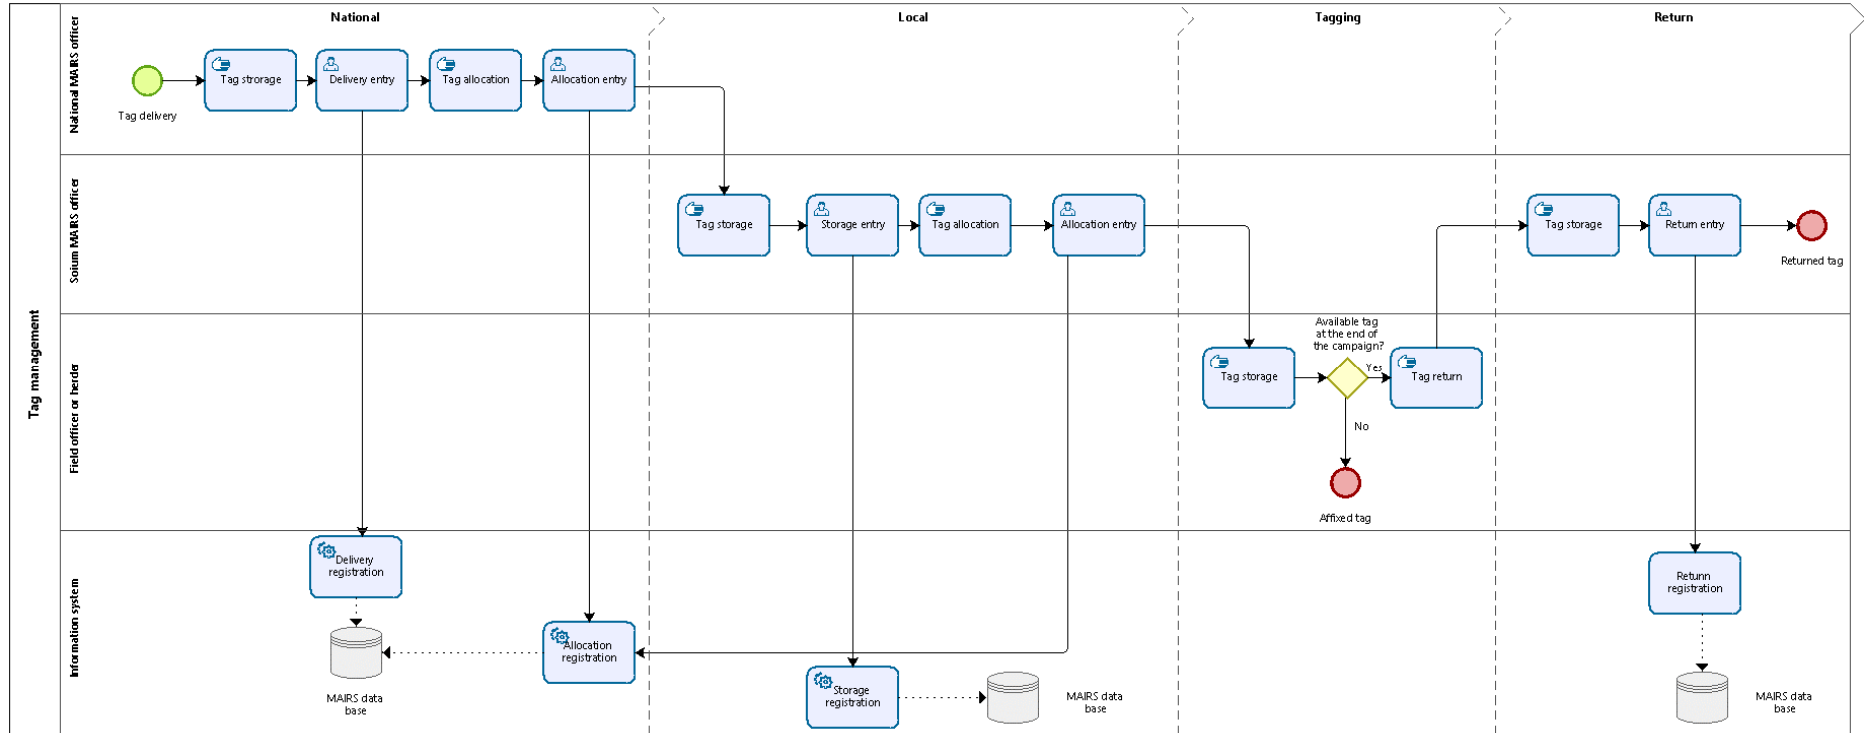 National
Local
Tagging
Return
Tag management
National MAIRS officer
Tag delivery
Tag strorage
Delivery entry
Tag allocation
Allocation entry
Soium MAIRS officer
Tag storage
Storage entry
Tag allocation
Allocation entry
Tag storage
Return entry
Returned tag
Field officer or herder
Tag storage
Available tag
at the end of
the campaign?
Yes
No
Tag return
Affixed tag
Information system
Delivery
registration
MAIRS data
base
Allocation
registration
Storage
registration
MAIRS data
base
Retunn
registration
MAIRS data
base